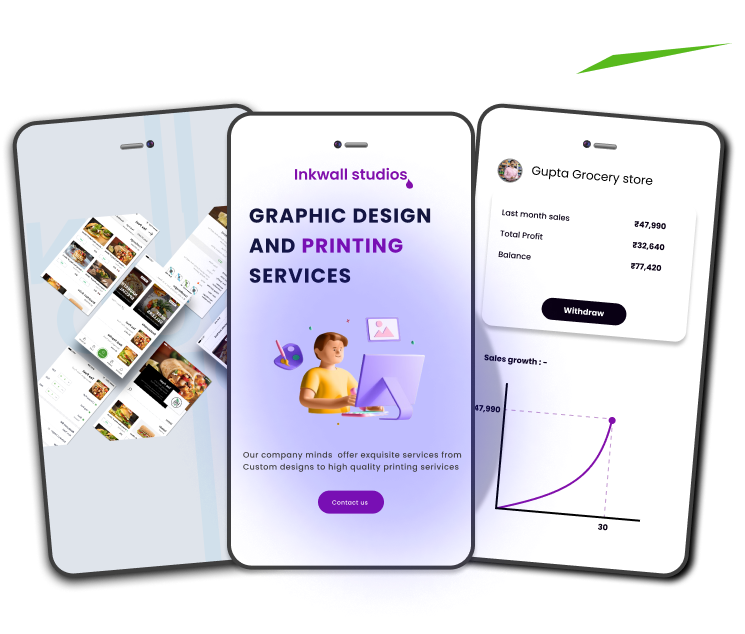 Inkwall studios
GRAPHIC DESIGN
AND PRINTING
SERVICES
Our company minds offer exquisite services from
Custom designs to high quality printing serivices
Contact us
Gupta Grocery store
Last month sales ₹47,990
Total Profit ₹32,640
Balance ₹77,420
Withdraw
Sales growth : -
47,990
30